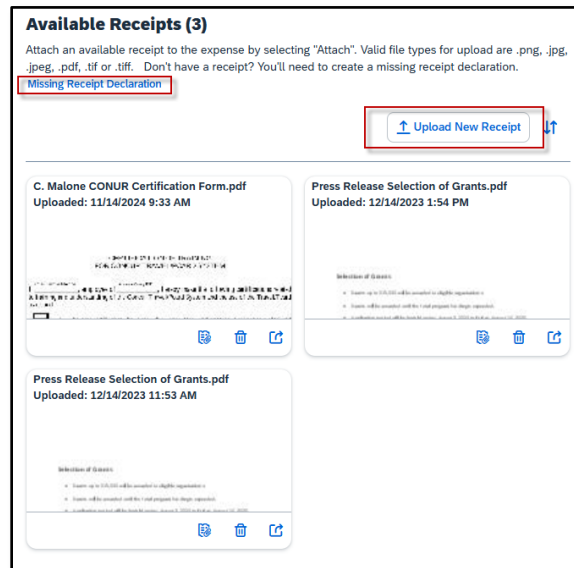 Available Receipts (3)
Attach an available receipt to the expense by selecting "Attach". Valid file types for upload are .png, .jpg,
.jpeg, .pdf, .tif or .tiff. Don't have a receipt? You'll need to create a missing receipt declaration.
Missing Receipt Declaration
Upload New Receipt
C. Malone CONUR Certification Form.pdf
Uploaded: 11/14/2024 9:33 AM
Press Release Selection of Grants.pdf
Uploaded: 12/14/2023 1:54 PM
Selection of Grants
Press Release Selection of Grants.pdf
Uploaded: 12/14/2023 11:53 AM
Selection of Grants